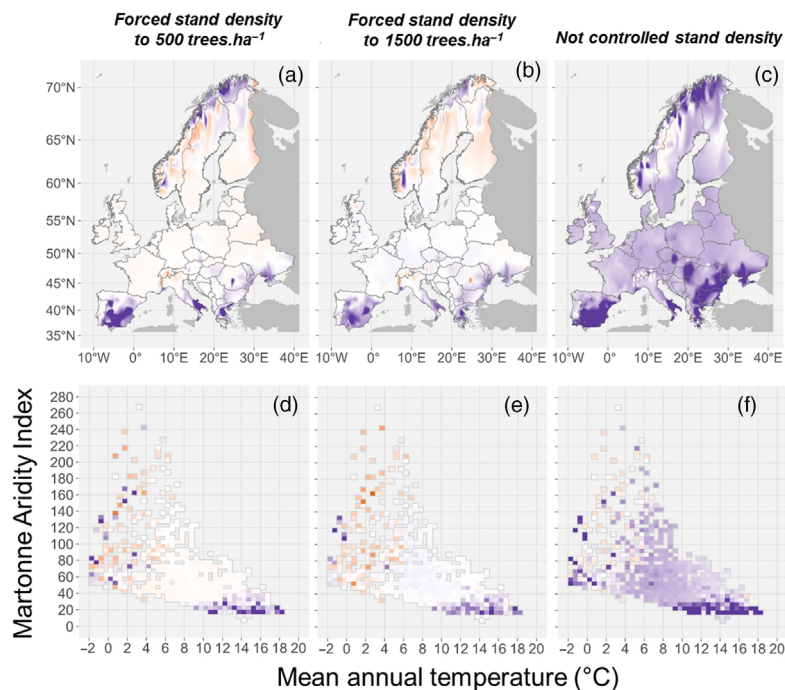 Forced stand density
to 500 trees.ha⁻¹
Forced stand density
to 1500 trees.ha⁻¹
Not controlled stand density
(a)
(b)
(c)
70°N
65°N
60°N
55°N
50°N
45°N
40°N
35°N
10°W 0° 10°E 20°E 30°E 40°E
10°W 0° 10°E 20°E 30°E 40°E
10°W 0° 10°E 20°E 30°E 40°E
(d)
(e)
(f)
Martonne Aridity Index
280
260
240
220
200
180
160
140
120
100
80
60
40
20
0
−2 0 2 4 6 8 10 12 14 16 18 20
−2 0 2 4 6 8 10 12 14 16 18 20
−2 0 2 4 6 8 10 12 14 16 18 20
Mean annual temperature (°C)